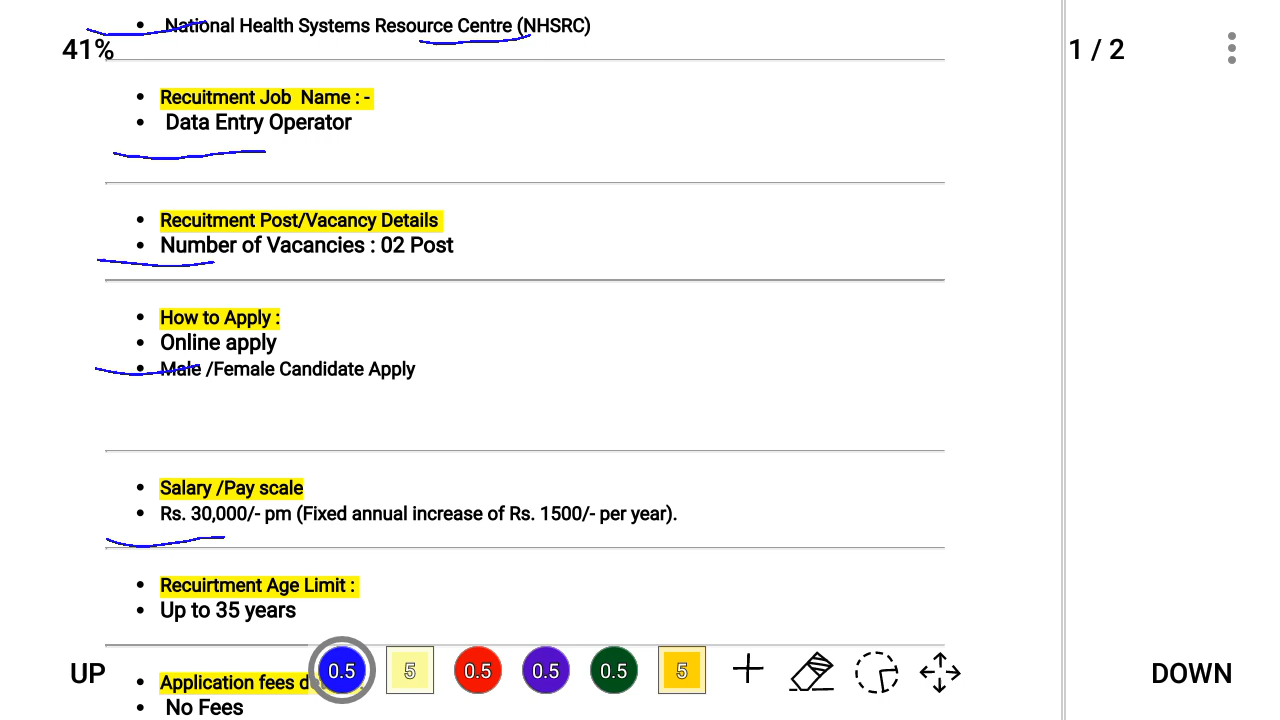 National Health Systems Resource Centre (NHSRC)
41%
1 / 2
Recuitment Job Name : -
Data Entry Operator
Recuitment Post/Vacancy Details
Number of Vacancies : 02 Post
How to Apply :
Online apply
Male /Female Candidate Apply
Salary /Pay scale
Rs. 30,000/- pm (Fixed annual increase of Rs. 1500/- per year).
Recuirtment Age Limit :
Up to 35 years
UP
0.5
5
0.5
0.5
0.5
5
DOWN
Application fees
No Fees